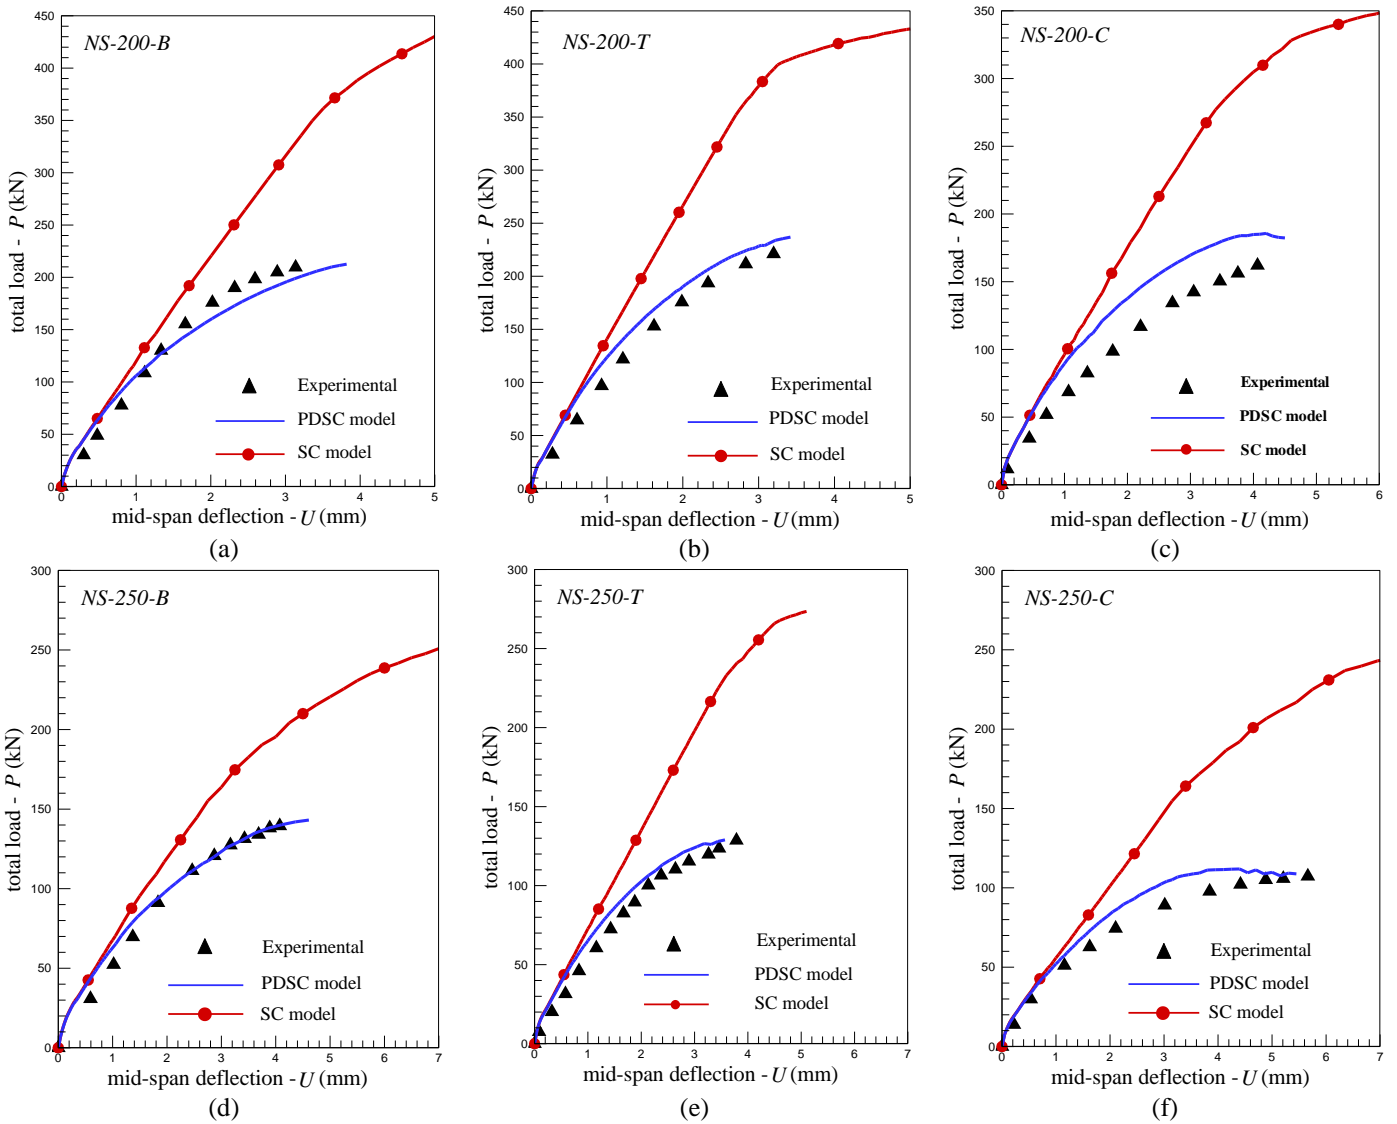 NS-200-B
total load - P (kN)
450
400
350
300
250
200
150
100
50
0
Experimental
PDSC model
SC model
0 1 2 3 4 5
mid-span deflection - U (mm)
(a)
NS-200-T
total load - P (kN)
450
400
350
300
250
200
150
100
50
0
Experimental
PDSC model
SC model
0 1 2 3 4 5
mid-span deflection - U (mm)
(b)
NS-200-C
total load - P (kN)
350
300
250
200
150
100
50
0
Experimental
PDSC model
SC model
0 1 2 3 4 5 6
mid-span deflection - U (mm)
(c)
NS-250-B
total load - P (kN)
300
250
200
150
100
50
0
Experimental
PDSC model
SC model
0 1 2 3 4 5 6 7
mid-span deflection - U (mm)
(d)
NS-250-T
total load - P (kN)
300
250
200
150
100
50
0
Experimental
PDSC model
SC model
0 1 2 3 4 5 6 7
mid-span deflection - U (mm)
(e)
NS-250-C
total load - P (kN)
300
250
200
150
100
50
0
Experimental
PDSC model
SC model
0 1 2 3 4 5 6 7
mid-span deflection - U (mm)
(f)